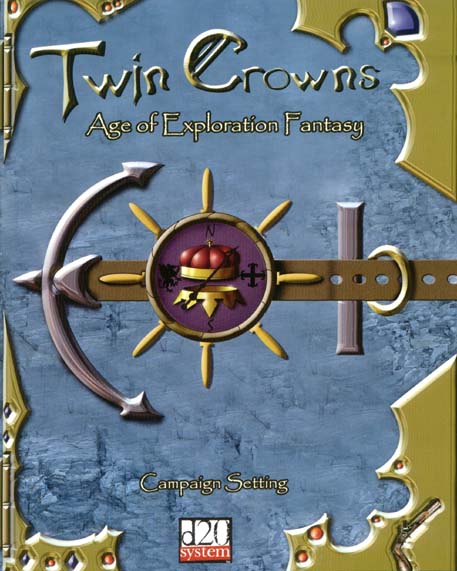 Twin Crowns
Age of Exploration Fantasy
N
S
Campaign Setting
d20
system